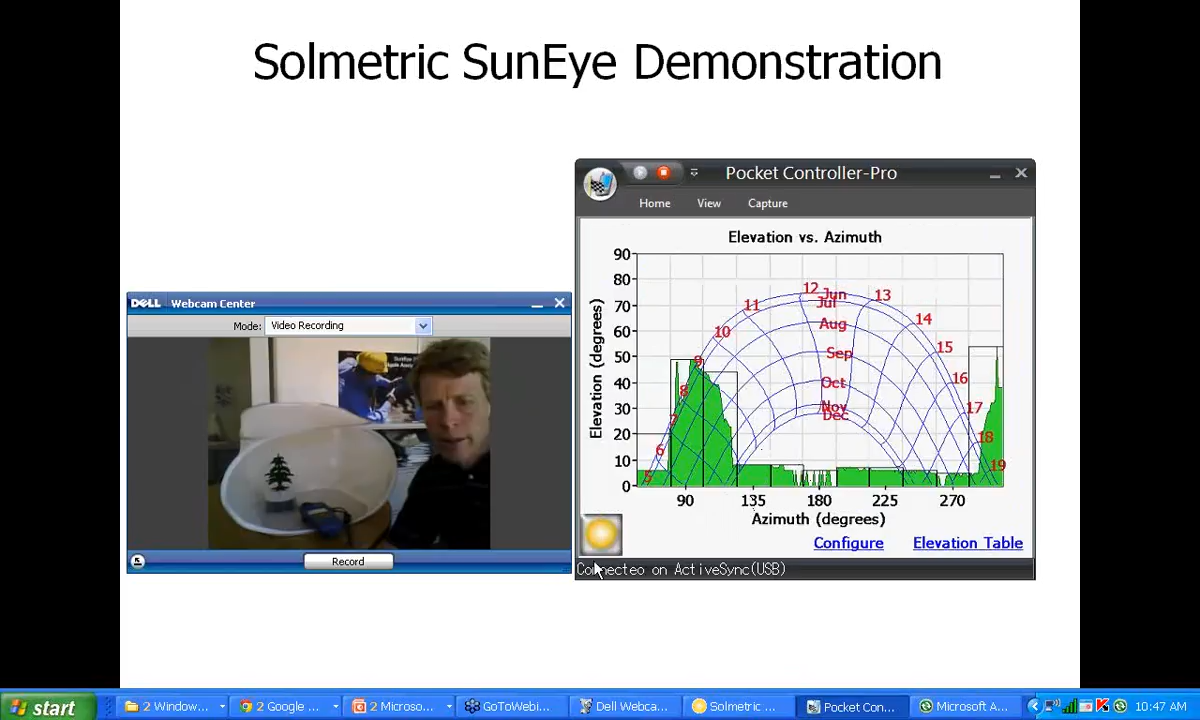 Solmetric SunEye Demonstration
DELL Webcam Center
Mode: Video Recording
Record
Pocket Controller-Pro
Home View Capture
Elevation vs. Azimuth
Elevation (degrees)
90
80
70
60
50
40
30
20
10
0
5 6 7 8 9 10 11 12 13 14 15 16 17 18 19
Jun
Jul
Aug
Sep
Oct
Nov
Dec
90 135 180 225 270
Azimuth (degrees)
Configure Elevation Table
Connecteo on ActiveSync(USB)
start 2 Window... 2 Google ... 2 Microso... GoToWebi... Dell Webca... Solmetric ... Pocket Con... Microsoft A... 10:47 AM